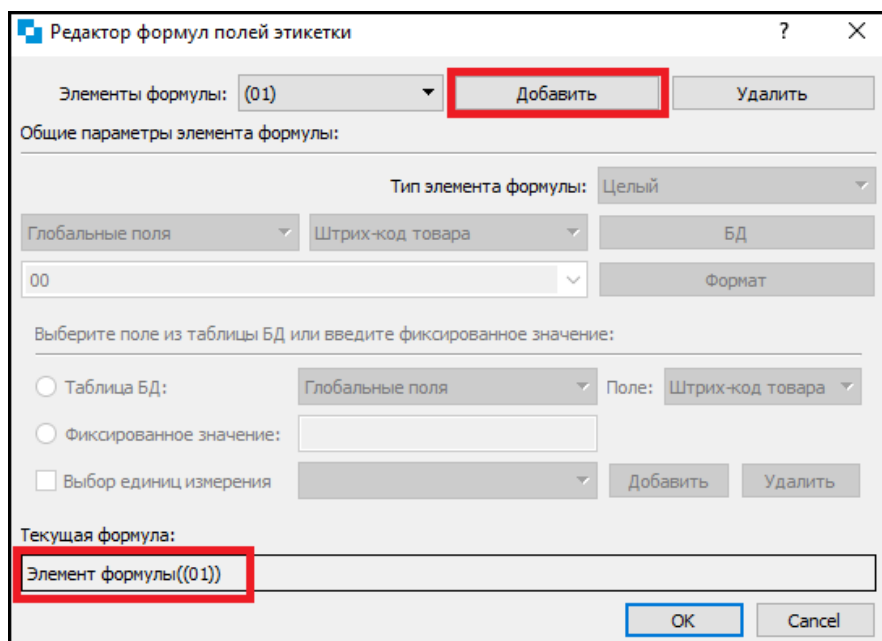 Редактор формул полей этикетки ? ×
Элементы формулы: (01) Добавить Удалить
Общие параметры элемента формулы:
Тип элемента формулы: Целый
Глобальные поля Штрих-код товара БД
00 Формат
Выберите поле из таблицы БД или введите фиксированное значение:
Таблица БД: Глобальные поля Поле: Штрих-код товара
Фиксированное значение:
Выбор единиц измерения Добавить Удалить
Текущая формула:
Элемент формулы((01))
OK Cancel